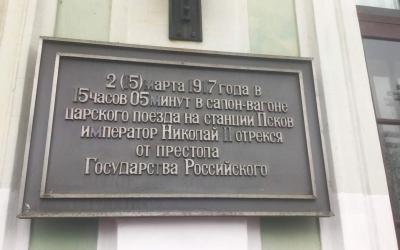 2 (15) марта 1917 года в
15 часов 05 минут в салон-вагоне
царского поезда на станции Псков
император Николай II отрекся
от престола
Государства Российского